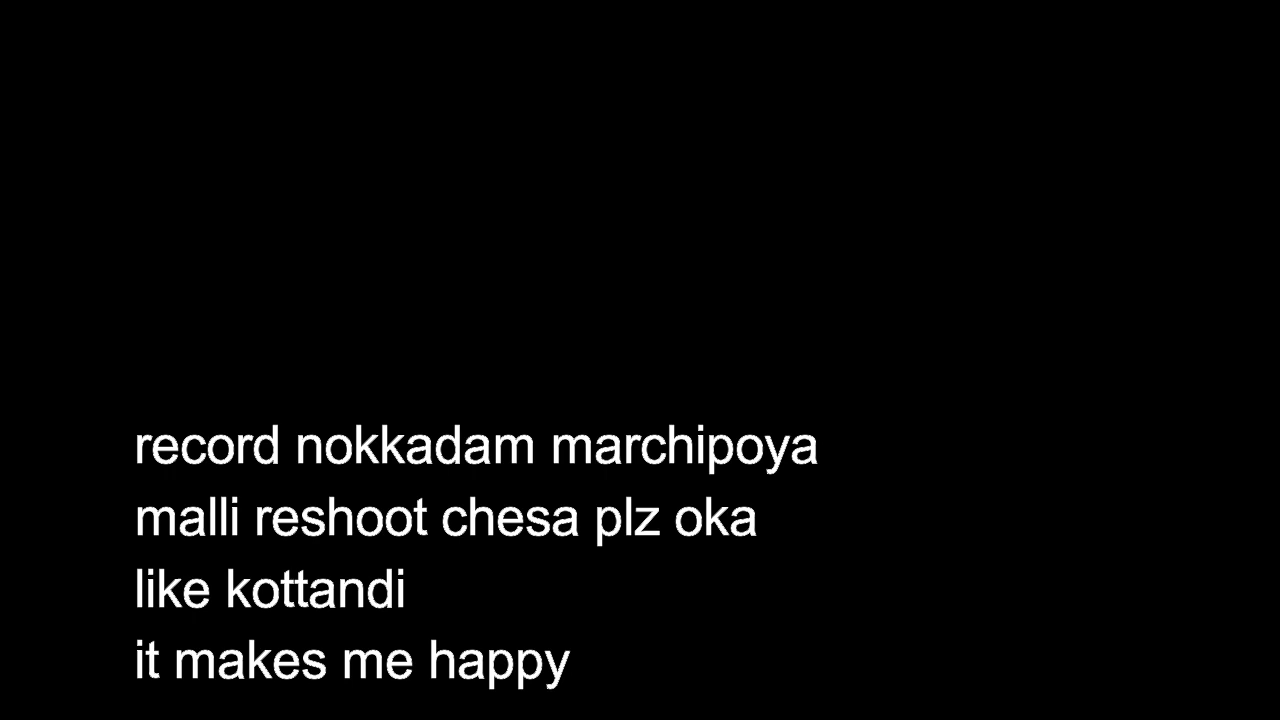 record nokkadam marchipoya
malli reshoot chesa plz oka
like kottandi
it makes me happy